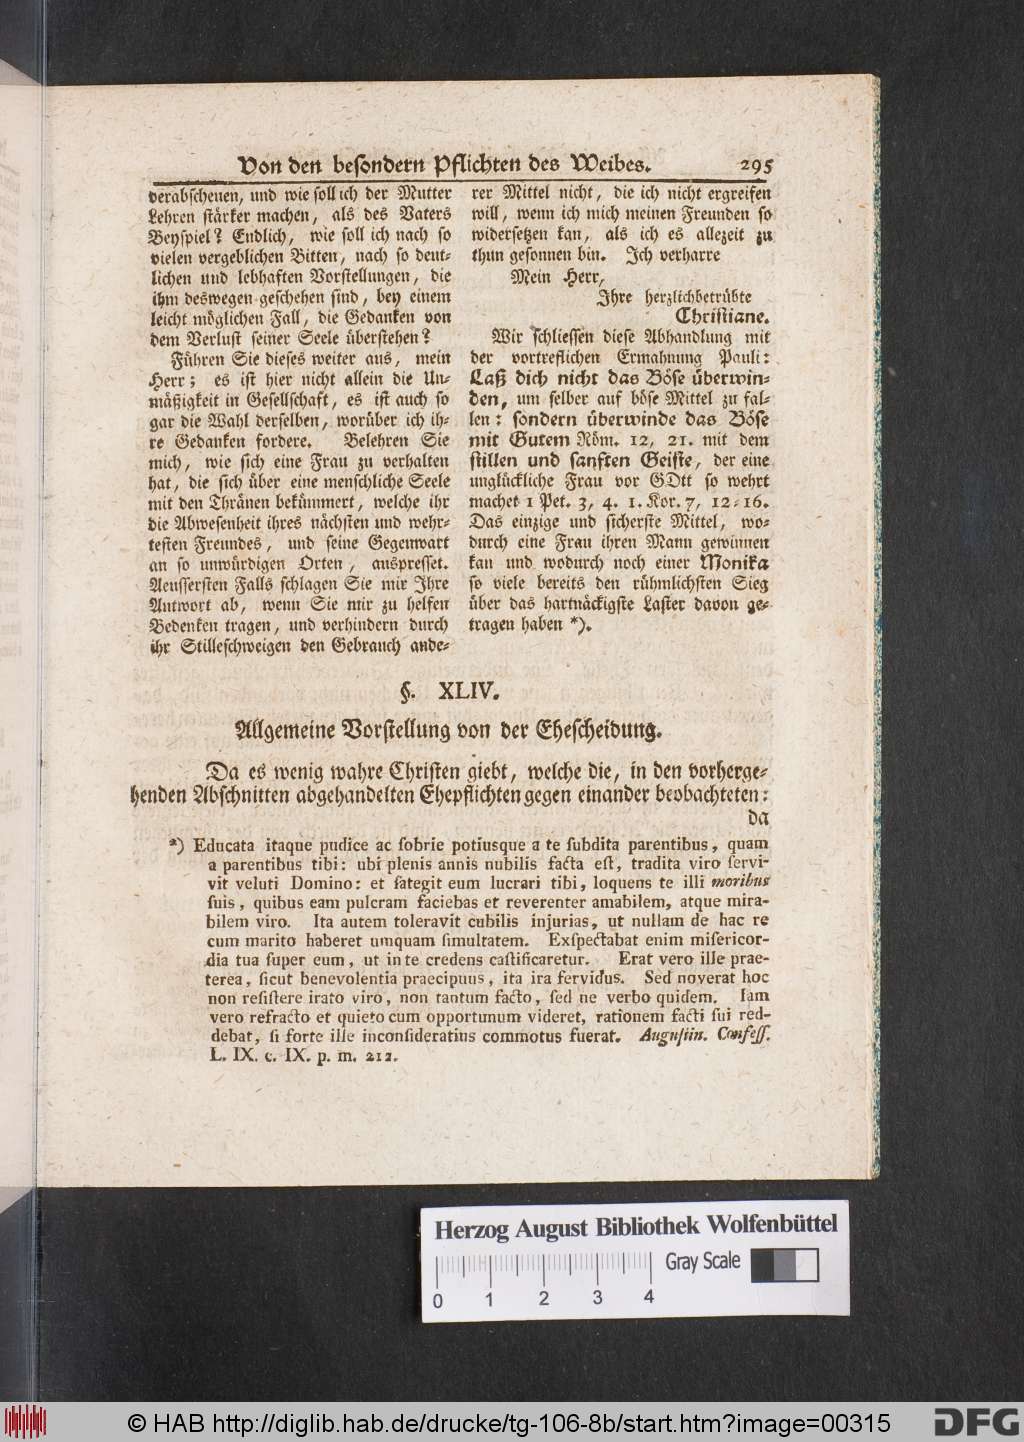 Von den besondern Pflichten des Weibes. 295
verabscheuen, und wie soll ich der Mutter
Lehren stärker machen, als des Vaters
Beyspiel? Endlich, wie soll ich nach so
vielen vergeblichen Bitten, nach so deut-
lichen und lebhaften Vorstellungen, die
ihm deswegen geschehen sind, bey einem
leicht möglichen Fall, die Gedanken von
dem Verlust seiner Seele überstehen?
Führen Sie dieses weiter aus, mein
Herr; es ist hier nicht allein die Un-
mäßigkeit in Gesellschaft, es ist auch so
gar die Wahl derselben, worüber ich ih-
re Gedanken fordere. Belehren Sie
mich, wie sich eine Frau zu verhalten
hat, die sich über eine menschliche Seele
mit den Thränen bekümmert, welche ihr
die Abwesenheit ihres nächsten und wehr-
testen Freundes, und seine Gegenwart
an so unwürdigen Orten, auspresset.
Aeussersten Falls schlagen Sie mir Ihre
Antwort ab, wenn Sie mir zu helfen
Bedenken tragen, und verhindern durch
ihr Stilleschweigen den Gebrauch ande-
rer Mittel nicht, die ich nicht ergreifen
will, wenn ich mich meinen Freunden so
widersetzen kan, als ich es allezeit zu
thun gesonnen bin. Ich verharre
Mein Herr,
Ihre herzlichbetrübte
Christiane.
Wir schliessen diese Abhandlung mit
der vortreflichen Ermahnung Pauli:
Laß dich nicht das Böse überwin-
den, um selber auf böse Mittel zu fal-
len: sondern überwinde das Böse
mit Gutem Röm. 12, 21. mit dem
stillen und sanften Geiste, der eine
unglückliche Frau vor GOtt so wehrt
machet 1 Pet. 3, 4. 1. Kor. 7, 12-16.
Das einzige und sicherste Mittel, wo-
durch eine Frau ihren Mann gewinnen
kan und wodurch noch einer Monika
so viele bereits den rühmlichsten Sieg
über das hartnäckigste Laster davon ge-
tragen haben *).
§. XLIV.
Allgemeine Vorstellung von der Ehescheidung.
Da es wenig wahre Christen giebt, welche die, in den vorherge-
henden Abschnitten abgehandelten Ehepflichten gegen einander beobachteten:
da
*) Educata itaque pudice ac sobrie potiusque a te subdita parentibus, quam
a parentibus tibi: ubi plenis annis nubilis facta est, tradita viro servi-
vit veluti Domino: et sategit eum lucrari tibi, loquens te illi moribus
suis, quibus eam pulcram faciebas et reverenter amabilem, atque mira-
bilem viro. Ita autem toleravit cubilis injurias, ut nullam de hac re
cum marito haberet umquam simultatem. Exspectabat enim misericor-
dia tua super eum, ut in te credens castificaretur. Erat vero ille prae-
terea, sicut benevolentia praecipuus, ita ira fervidus. Sed noverat hoc
non resistere irato viro, non tantum facto, sed ne verbo quidem. Iam
vero refracto et quieto cum opportunum videret, rationem facti sui red-
debat, si forte ille inconsideratius commotus fuerat. Augustin. Confess.
L. IX. c. IX. p. m. 212.
Herzog August Bibliothek Wolfenbüttel
Gray Scale
0 1 2 3 4
© HAB http://diglib.hab.de/drucke/tg-106-8b/start.htm?image=00315
DFG